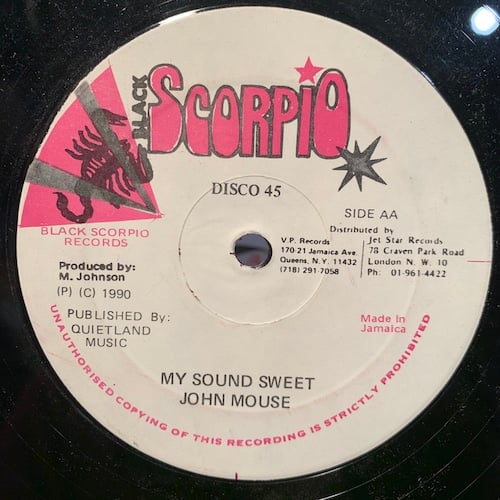 BLACK
SCORPIO
DISCO 45
SIDE AA
BLACK SCORPIO
RECORDS
Produced by:
M. Johnson
(P) (C) 1990
PUBLISHED By:
QUIETLAND
MUSIC
V.P. Records
170-21 Jamaica Ave.
Queens, N.Y. 11432
(718) 291-7058
Distributed by
Jet Star Records
78 Craven Park Road
London N. W. 10
Ph: 01-961-4422
Made In
Jamaica
MY SOUND SWEET
JOHN MOUSE
UNAUTHORISED COPYING OF THIS RECORDING IS STRICTLY PROHIBITED